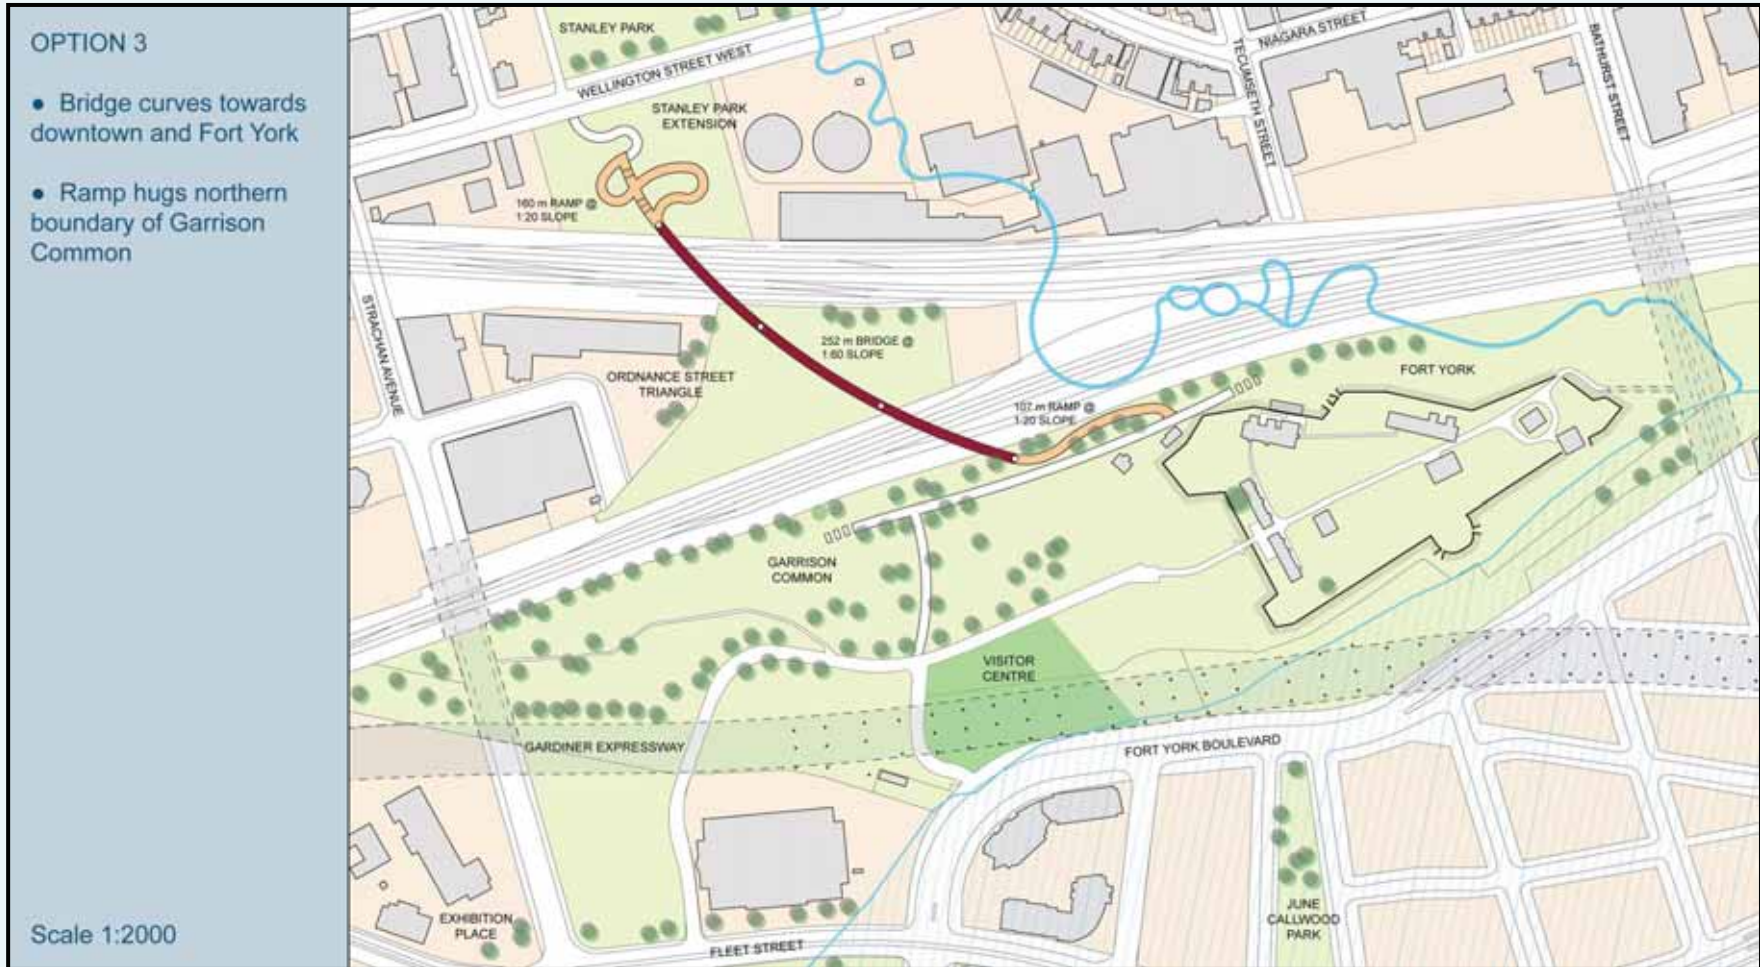 OPTION 3
● Bridge curves towards
downtown and Fort York
● Ramp hugs northern
boundary of Garrison
Common
Scale 1:2000
STANLEY PARK
WELLINGTON STREET WEST
STANLEY PARK
EXTENSION
NIAGARA STREET
TECUMSETH STREET
BATHURST STREET
160 m RAMP @
1:20 SLOPE
STRACHAN AVENUE
252 m BRIDGE @
1:60 SLOPE
ORDNANCE STREET
TRIANGLE
107 m RAMP @
1:20 SLOPE
FORT YORK
GARRISON
COMMON
VISITOR
CENTRE
GARDINER EXPRESSWAY
FORT YORK BOULEVARD
EXHIBITION
PLACE
FLEET STREET
JUNE
CALLWOOD
PARK